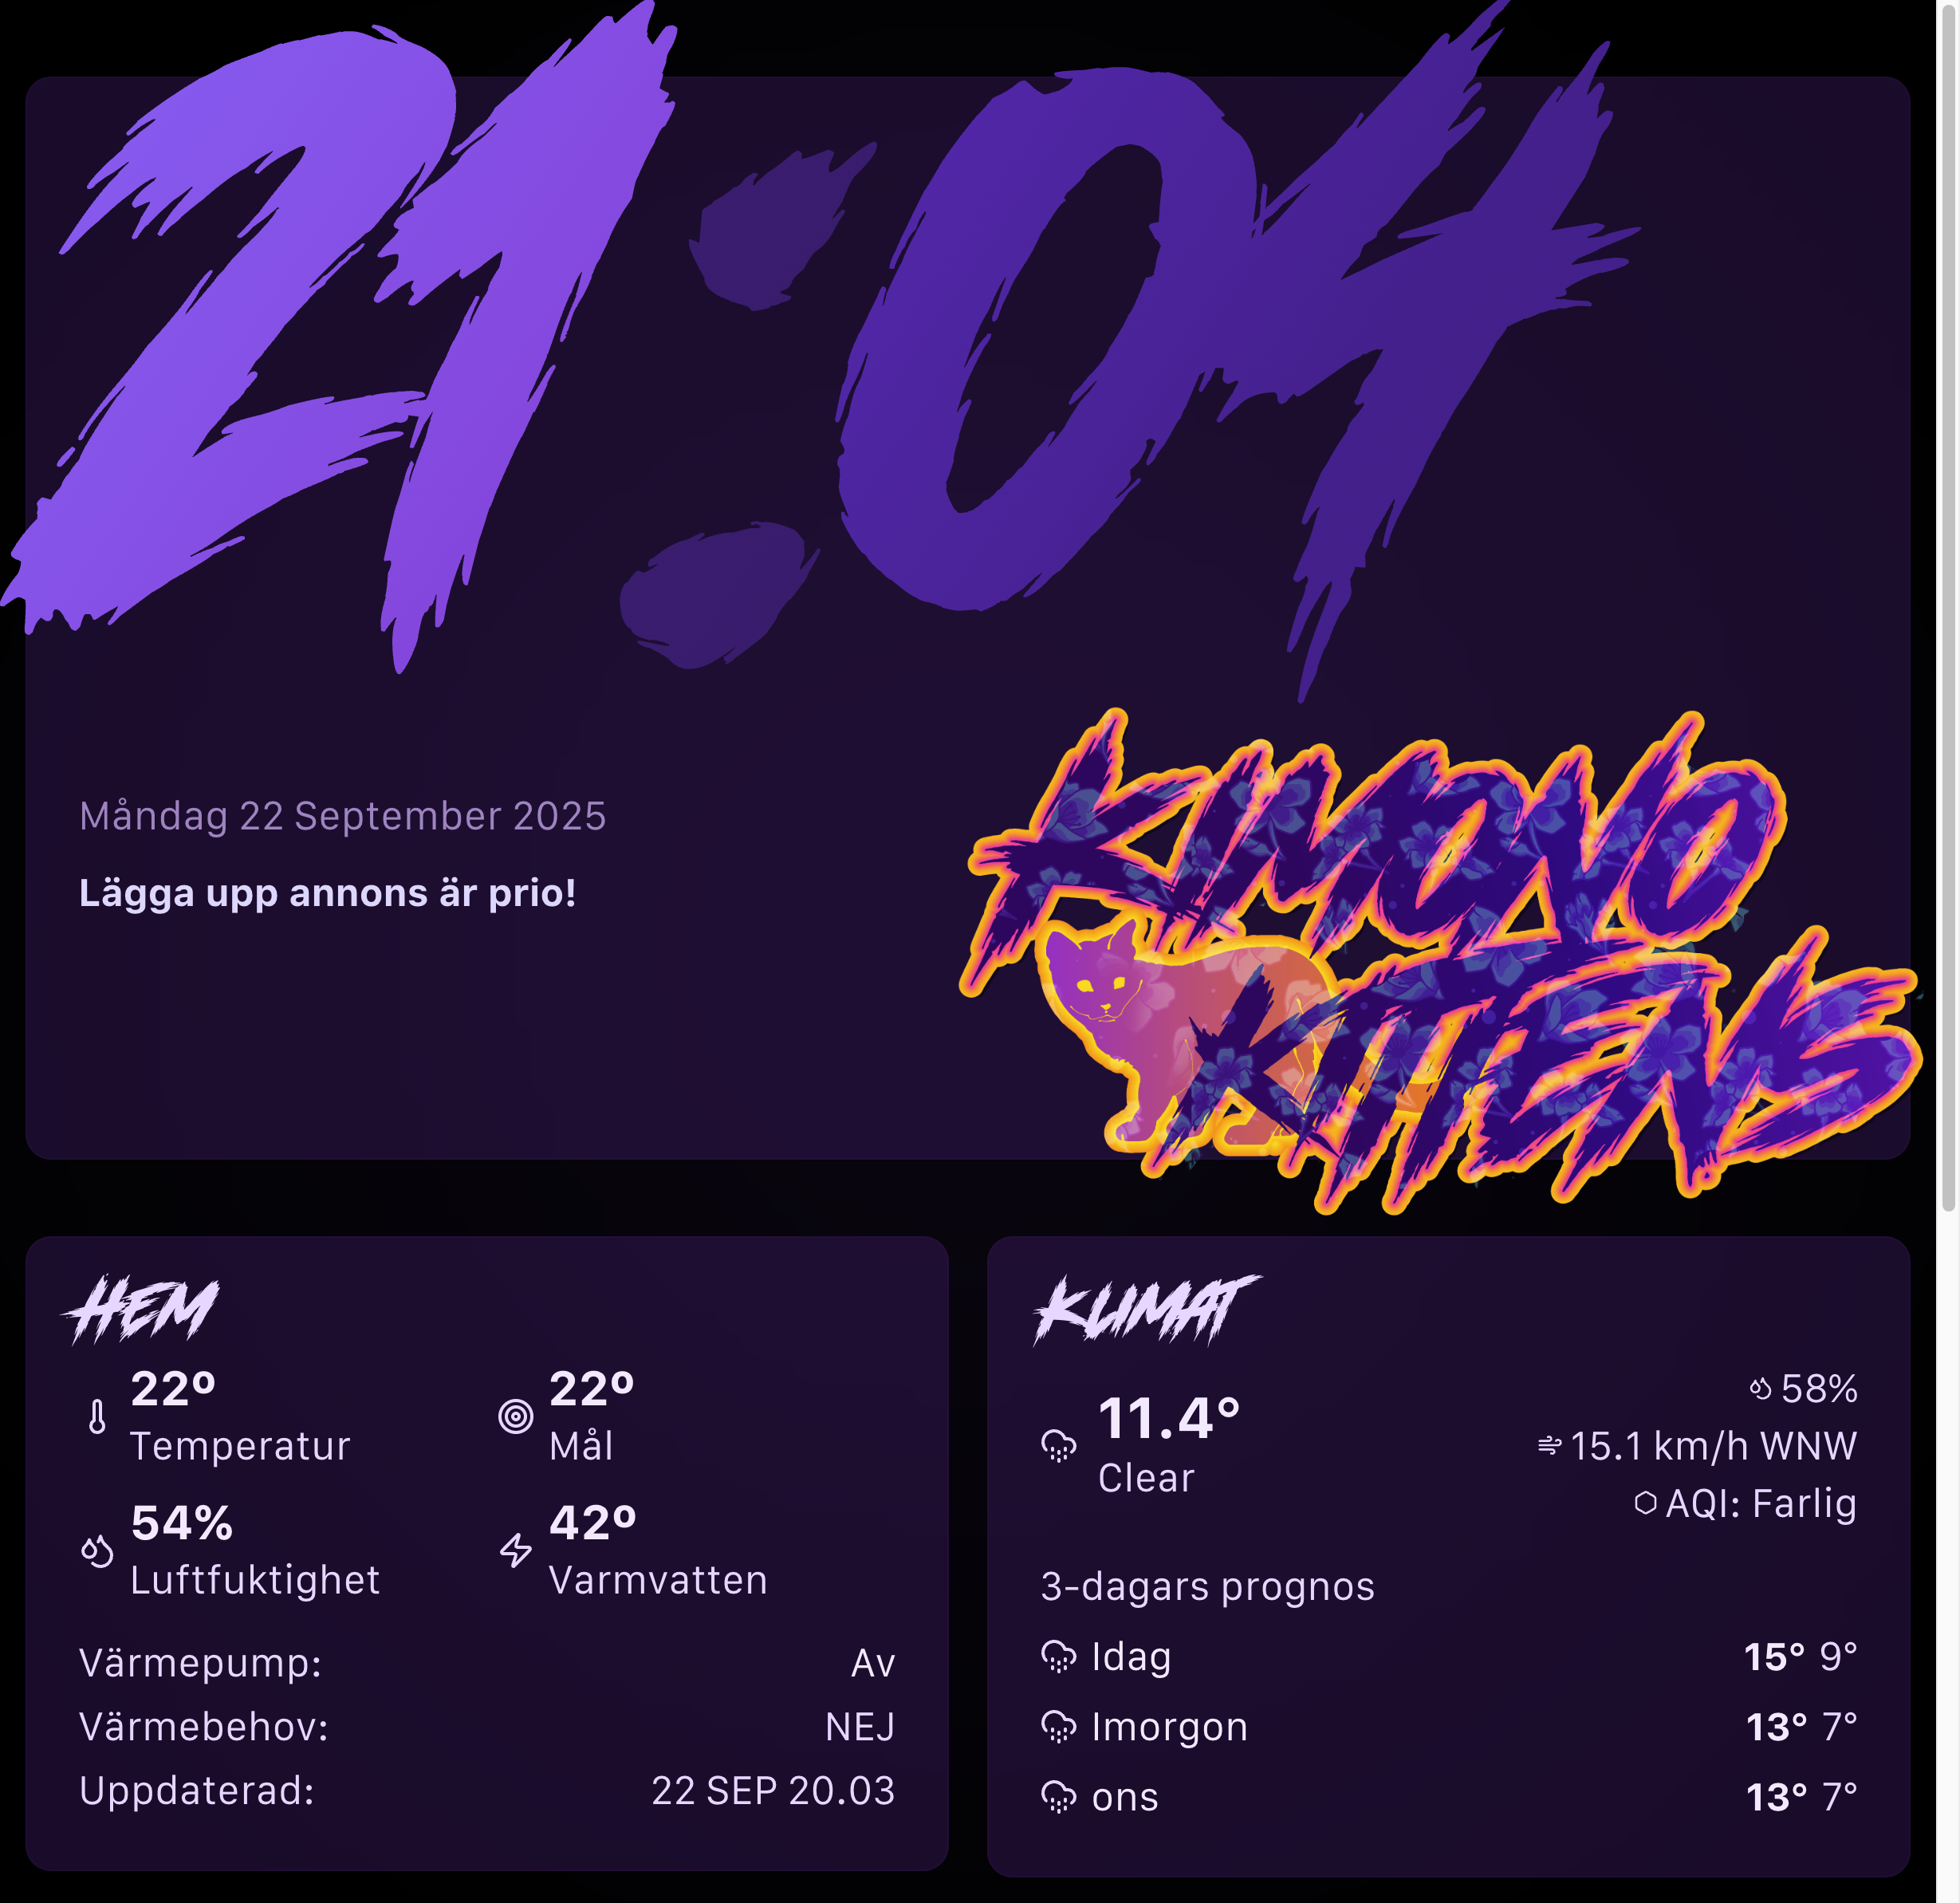 21:04
Måndag 22 September 2025
Lägga upp annons är prio!
KIMONO
KITTENS
HEM
22º
Temperatur
22º
Mål
54%
Luftfuktighet
42º
Varmvatten
Värmepump: Av
Värmebehov: NEJ
Uppdaterad: 22 SEP 20.03
KLIMAT
11.4°
Clear
58%
15.1 km/h WNW
AQI: Farlig
3-dagars prognos
Idag 15° 9°
Imorgon 13° 7°
ons 13° 7°